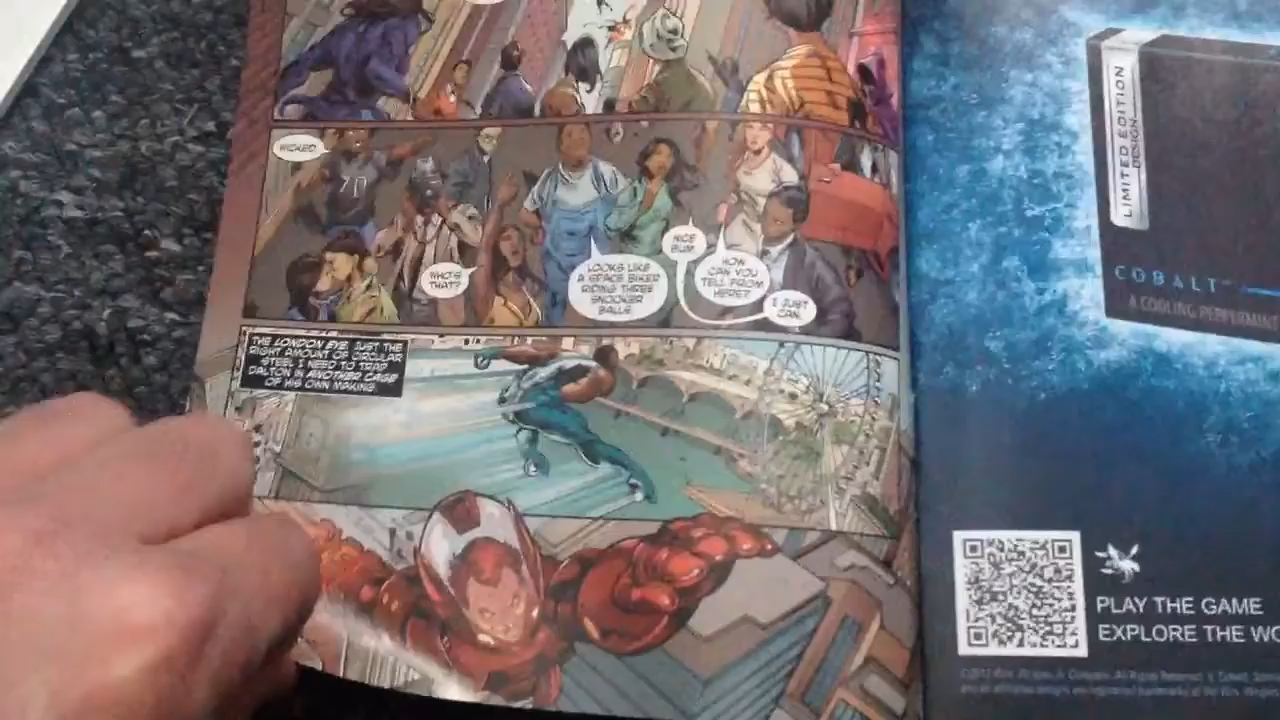 WICKED.
WHO'S
THAT?
LOOKS LIKE
A SPACE BIKER
RIDING THREE
SNOOKER
BALLS.
NICE
BUM.
HOW
CAN YOU
TELL FROM
HERE?
I JUST
CAN.
THE LONDON EYE. JUST THE
RIGHT AMOUNT OF CIRCULAR
STEEL I NEED TO TRAP
DALTON IN ANOTHER CAGE
OF HIS OWN MAKING.
70
LIMITED EDITION
DESIGN
COBALT
A COOLING PEPPERMINT
PLAY THE GAME
EXPLORE THE WO